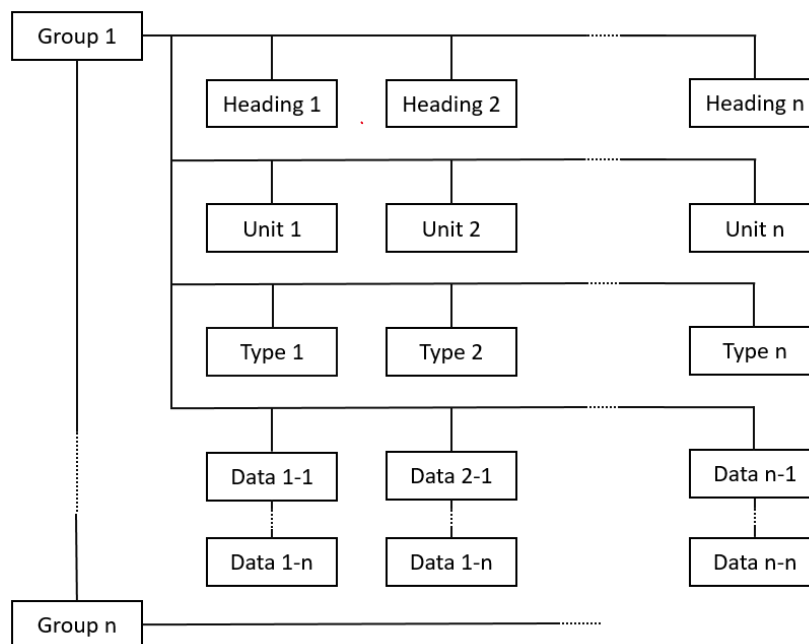 Group 1
Heading 1
Heading 2
Heading n
Unit 1
Unit 2
Unit n
Type 1
Type 2
Type n
Data 1-1
Data 2-1
Data n-1
Data 1-n
Data 1-n
Data n-n
Group n